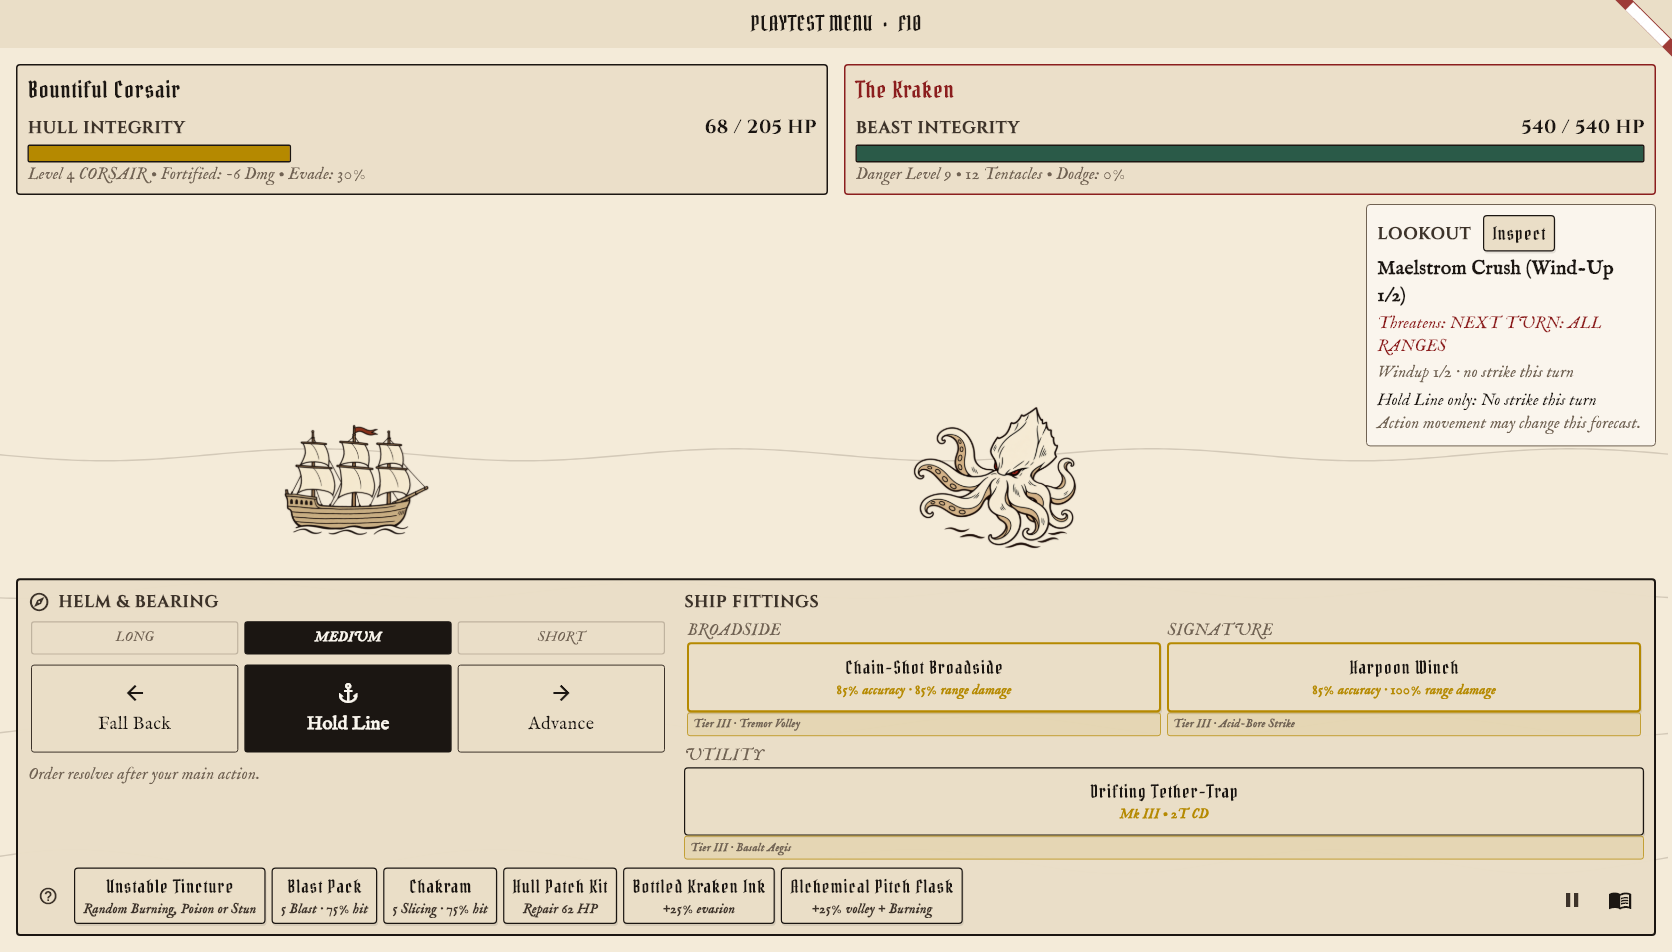 PLAYTEST MENU · F10
Bountiful Corsair
HULL INTEGRITY 68 / 205 HP
Level 4 CORSAIR • Fortified: -6 Dmg • Evade: 30%
The Kraken
BEAST INTEGRITY 540 / 540 HP
Danger Level 9 • 12 Tentacles • Dodge: 0%
LOOKOUT Inspect
Maelstrom Crush (Wind-Up
1/2)
Threatens: NEXT TURN: ALL
RANGES
Windup 1/2 · no strike this turn
Hold Line only: No strike this turn
Action movement may change this forecast.
HELM & BEARING
LONG MEDIUM SHORT
Fall Back Hold Line Advance
Order resolves after your main action.
SHIP FITTINGS
BROADSIDE
Chain-Shot Broadside
85% accuracy · 85% range damage
Tier III · Tremor Volley
SIGNATURE
Harpoon Winch
85% accuracy · 100% range damage
Tier III · Acid-Bore Strike
UTILITY
Drifting Tether-Trap
Mk III • 2T CD
Tier III · Basalt Aegis
Unstable Tincture
Random Burning, Poison or Stun
Blast Pack
5 Blast · 75% hit
Chakram
5 Slicing · 75% hit
Hull Patch Kit
Repair 62 HP
Bottled Kraken Ink
+25% evasion
Alchemical Pitch Flask
+25% volley + Burning